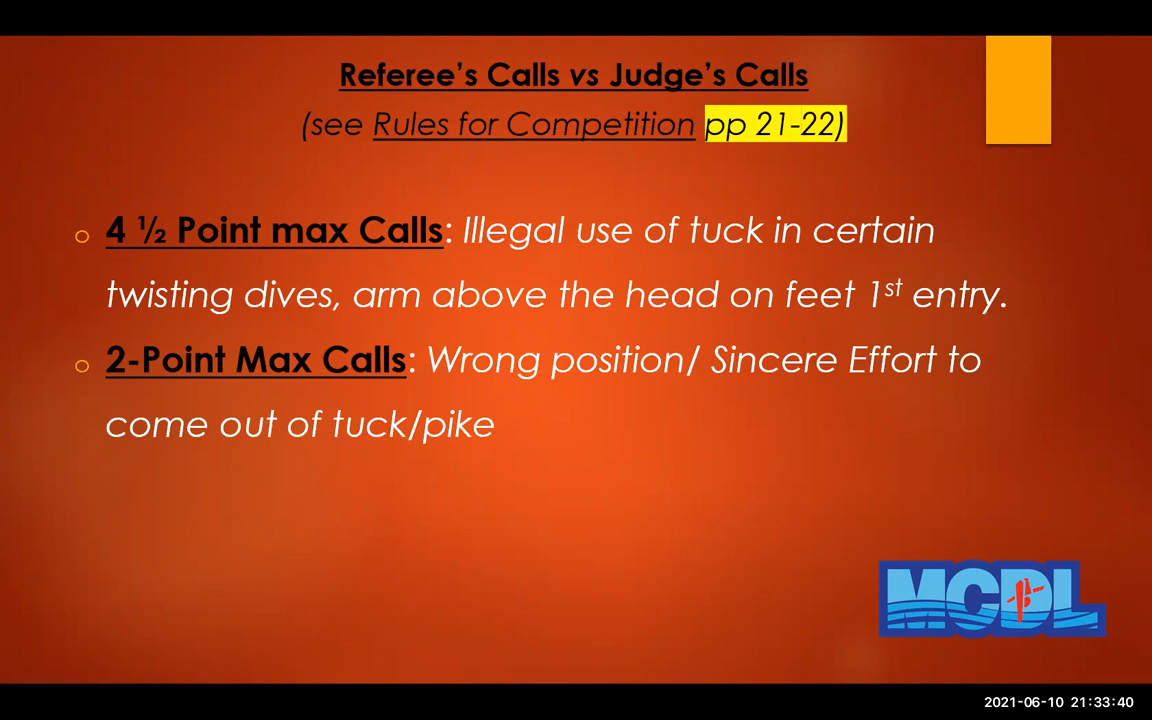 Referee's Calls vs Judge's Calls
(see Rules for Competition pp 21-22)
o 4 ½ Point max Calls: Illegal use of tuck in certain
twisting dives, arm above the head on feet 1st entry.
o 2-Point Max Calls: Wrong position/ Sincere Effort to
come out of tuck/pike
MCDL
2021-06-10 21:33:40